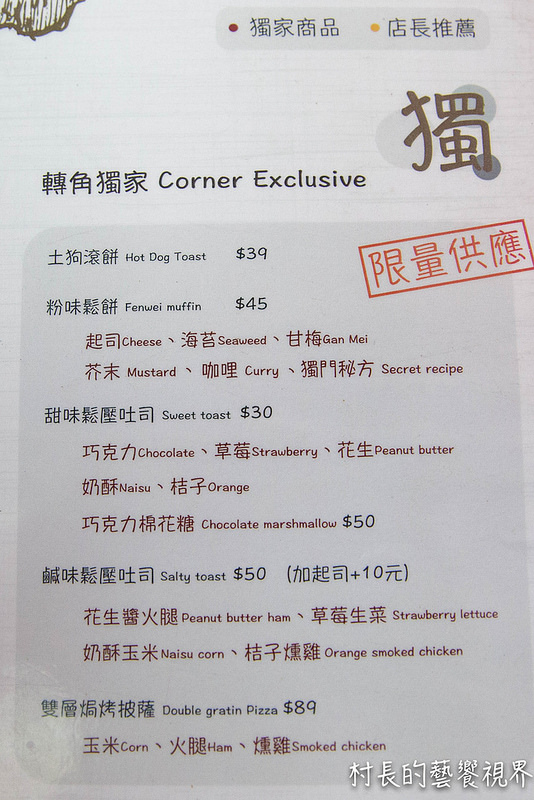 ● 獨家商品 ● 店長推薦
獨
轉角獨家 Corner Exclusive
限量供應
土狗滾餅 Hot Dog Toast $39
粉味鬆餅 Fenwei muffin $45
起司Cheese、海苔Seaweed、甘梅Gan Mei
芥末 Mustard、咖哩 Curry、獨門秘方 Secret recipe
甜味鬆壓吐司 Sweet toast $30
巧克力Chocolate、草莓Strawberry、花生Peanut butter
奶酥Naisu、桔子Orange
巧克力棉花糖 Chocolate marshmallow $50
鹹味鬆壓吐司 Salty toast $50 (加起司+10元)
花生醬火腿 Peanut butter ham、草莓生菜 Strawberry lettuce
奶酥玉米 Naisu corn、桔子燻雞 Orange smoked chicken
雙層焗烤披薩 Double gratin Pizza $89
玉米Corn、火腿Ham、燻雞Smoked chicken
村長的藝饗視界